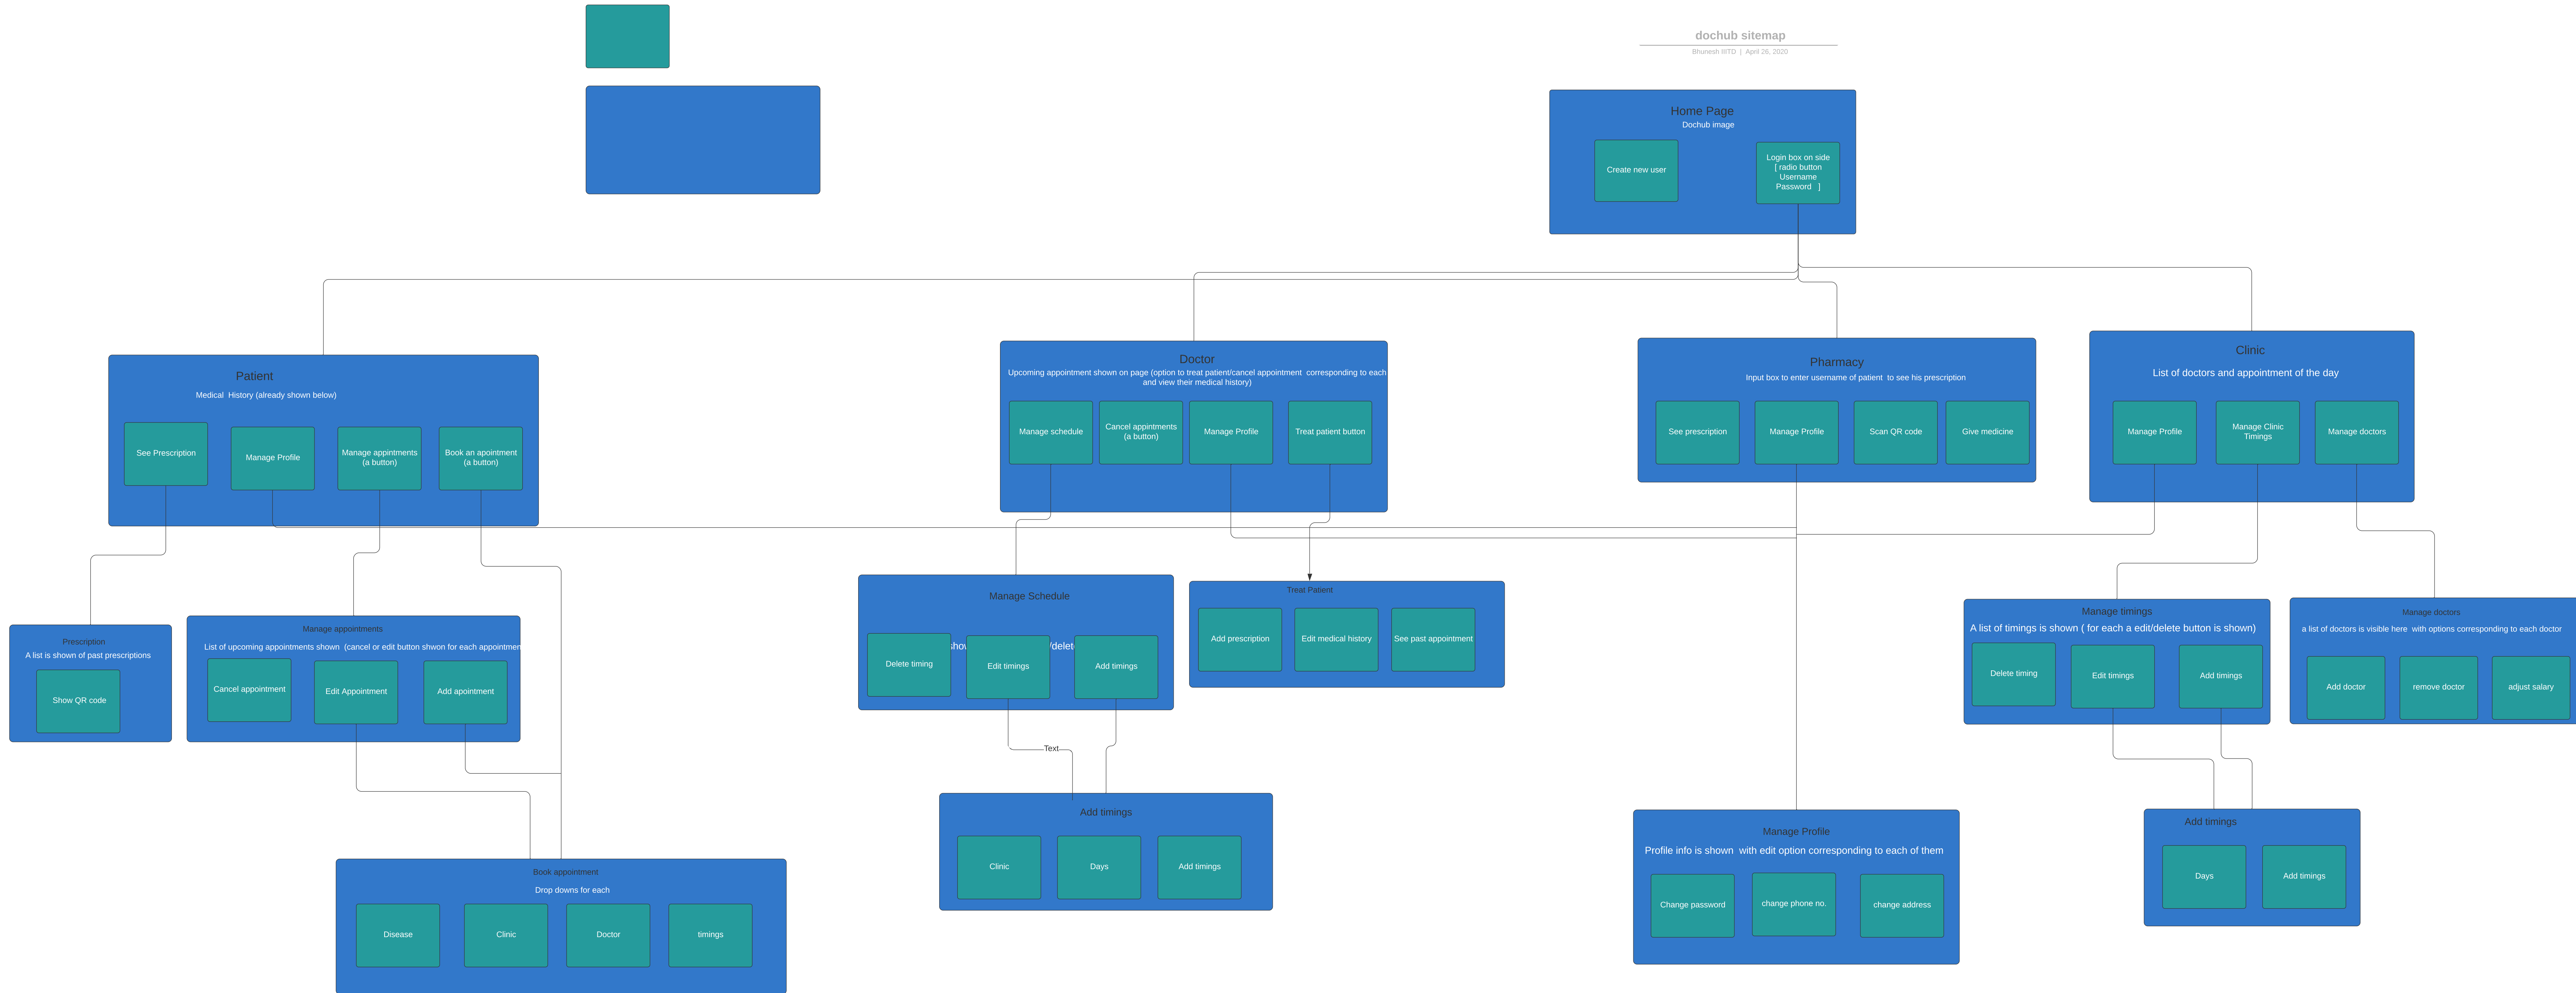 dochub sitemap
Bhunesh IIITD | April 26, 2020
Home Page
Dochub image
Create new user
Login box on side
[ radio button
Username
Password ]
Patient
Medical History (already shown below)
See Prescription
Manage Profile
Manage appintments
(a button)
Book an apointment
(a button)
Doctor
Upcoming appointment shown on page (option to treat patient/cancel appointment corresponding to each
and view their medical history)
Manage schedule
Cancel appintments
(a button)
Manage Profile
Treat patient button
Pharmacy
Input box to enter username of patient to see his prescription
See prescription
Manage Profile
Scan QR code
Give medicine
Clinic
List of doctors and appointment of the day
Manage Profile
Manage Clinic
Timings
Manage doctors
Prescription
A list is shown of past prescriptions
Show QR code
Manage appointments
List of upcoming appointments shown (cancel or edit button shwon for each appointmen
Cancel appointment
Edit Appointment
Add apointment
Manage Schedule
Delete timing
Edit timings
Add timings
Treat Patient
Add prescription
Edit medical history
See past appointment
Manage timings
A list of timings is shown ( for each a edit/delete button is shown)
Delete timing
Edit timings
Add timings
Manage doctors
a list of doctors is visible here with options corresponding to each doctor
Add doctor
remove doctor
adjust salary
Text
Book appointment
Drop downs for each
Disease
Clinic
Doctor
timings
Add timings
Clinic
Days
Add timings
Manage Profile
Profile info is shown with edit option corresponding to each of them
Change password
change phone no.
change address
Add timings
Days
Add timings